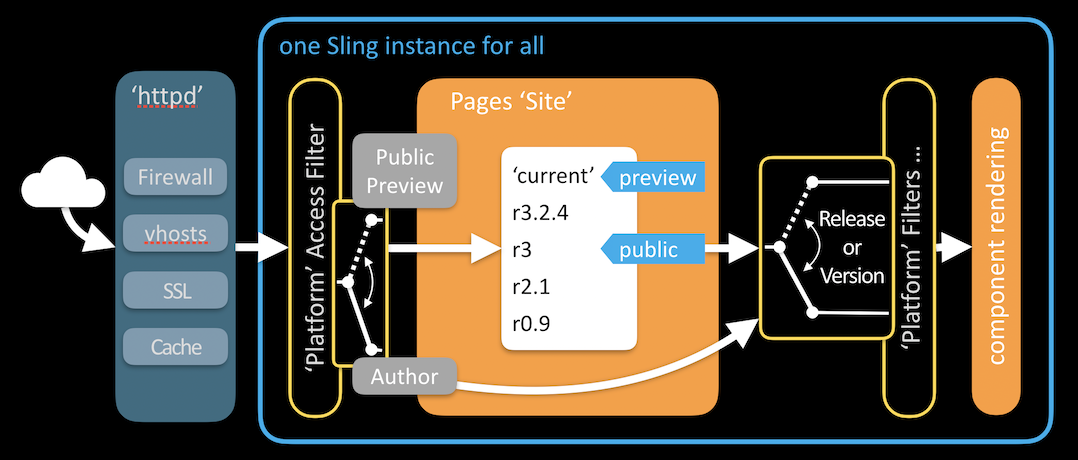 one Sling instance for all
‘httpd’
Firewall
vhosts
SSL
Cache
‘Platform’ Access Filter
Public
Preview
Author
Pages ‘Site’
‘current’
preview
r3.2.4
r3
public
r2.1
r0.9
Release
or
Version
‘Platform’ Filters ...
component rendering